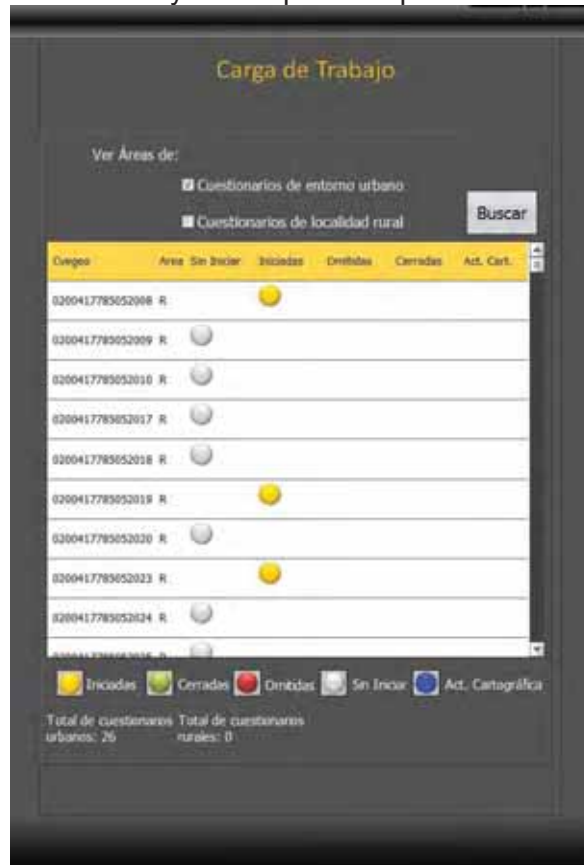 Carga de Trabajo
Ver Áreas de:
Cuestionarios de entorno urbano
Cuestionarios de localidad rural
Buscar
Cvegeo Area Sin Iniciar Iniciadas Omitidas Cerradas Act. Cart.
0200417785052008 R
0200417785052009 R
0200417785052010 R
0200417785052017 R
0200417785052018 R
0200417785052019 R
0200417785052020 R
0200417785052023 R
0200417785052024 R
Iniciadas Cerradas Omitidas Sin Iniciar Act. Cartográfica
Total de cuestionarios urbanos: 26
Total de cuestionarios rurales: 0